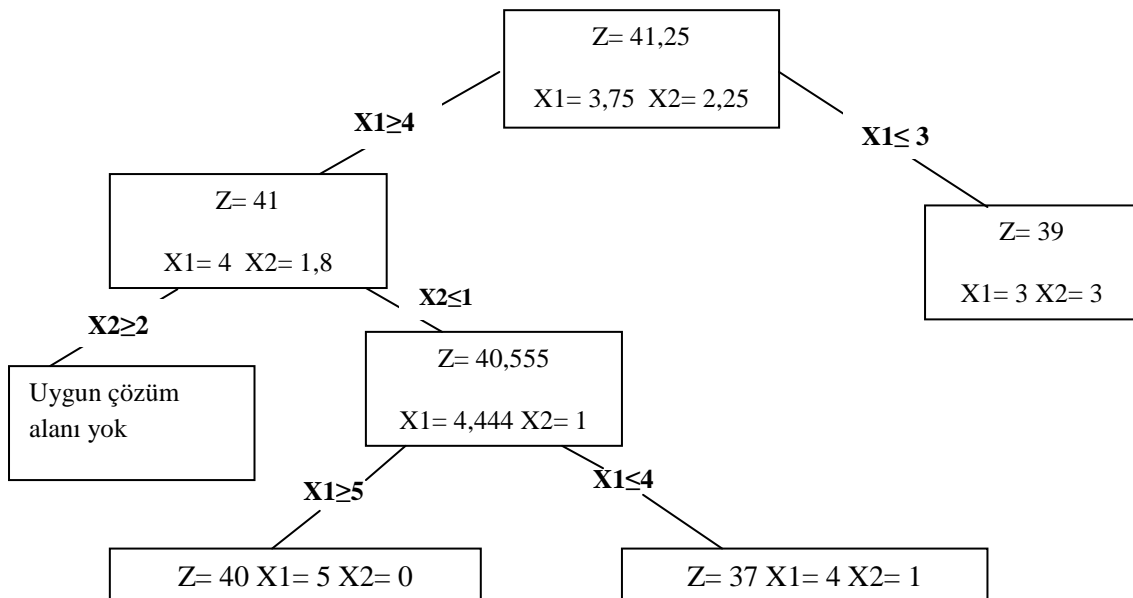 Z= 41,25
X1= 3,75 X2= 2,25
X1≥4
X1≤ 3
Z= 41
X1= 4 X2= 1,8
Z= 39
X1= 3 X2= 3
X2≥2
X2≤1
Uygun çözüm
alanı yok
Z= 40,555
X1= 4,444 X2= 1
X1≥5
X1≤4
Z= 40 X1= 5 X2= 0
Z= 37 X1= 4 X2= 1